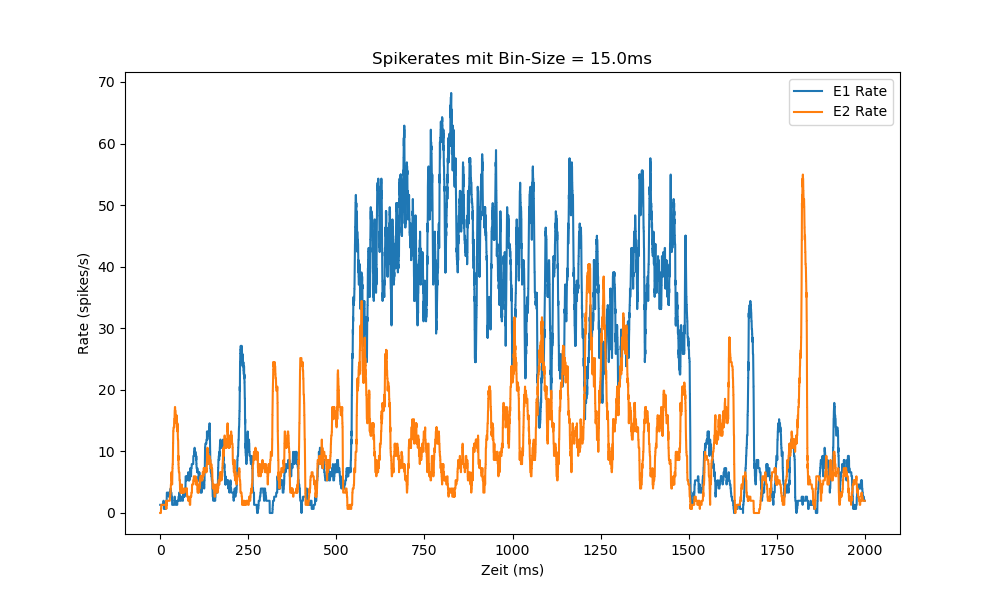 Spikerates mit Bin-Size = 15.0ms
E1 Rate
E2 Rate
70
60
50
40
30
20
10
0
Rate (spikes/s)
0 250 500 750 1000 1250 1500 1750 2000
Zeit (ms)